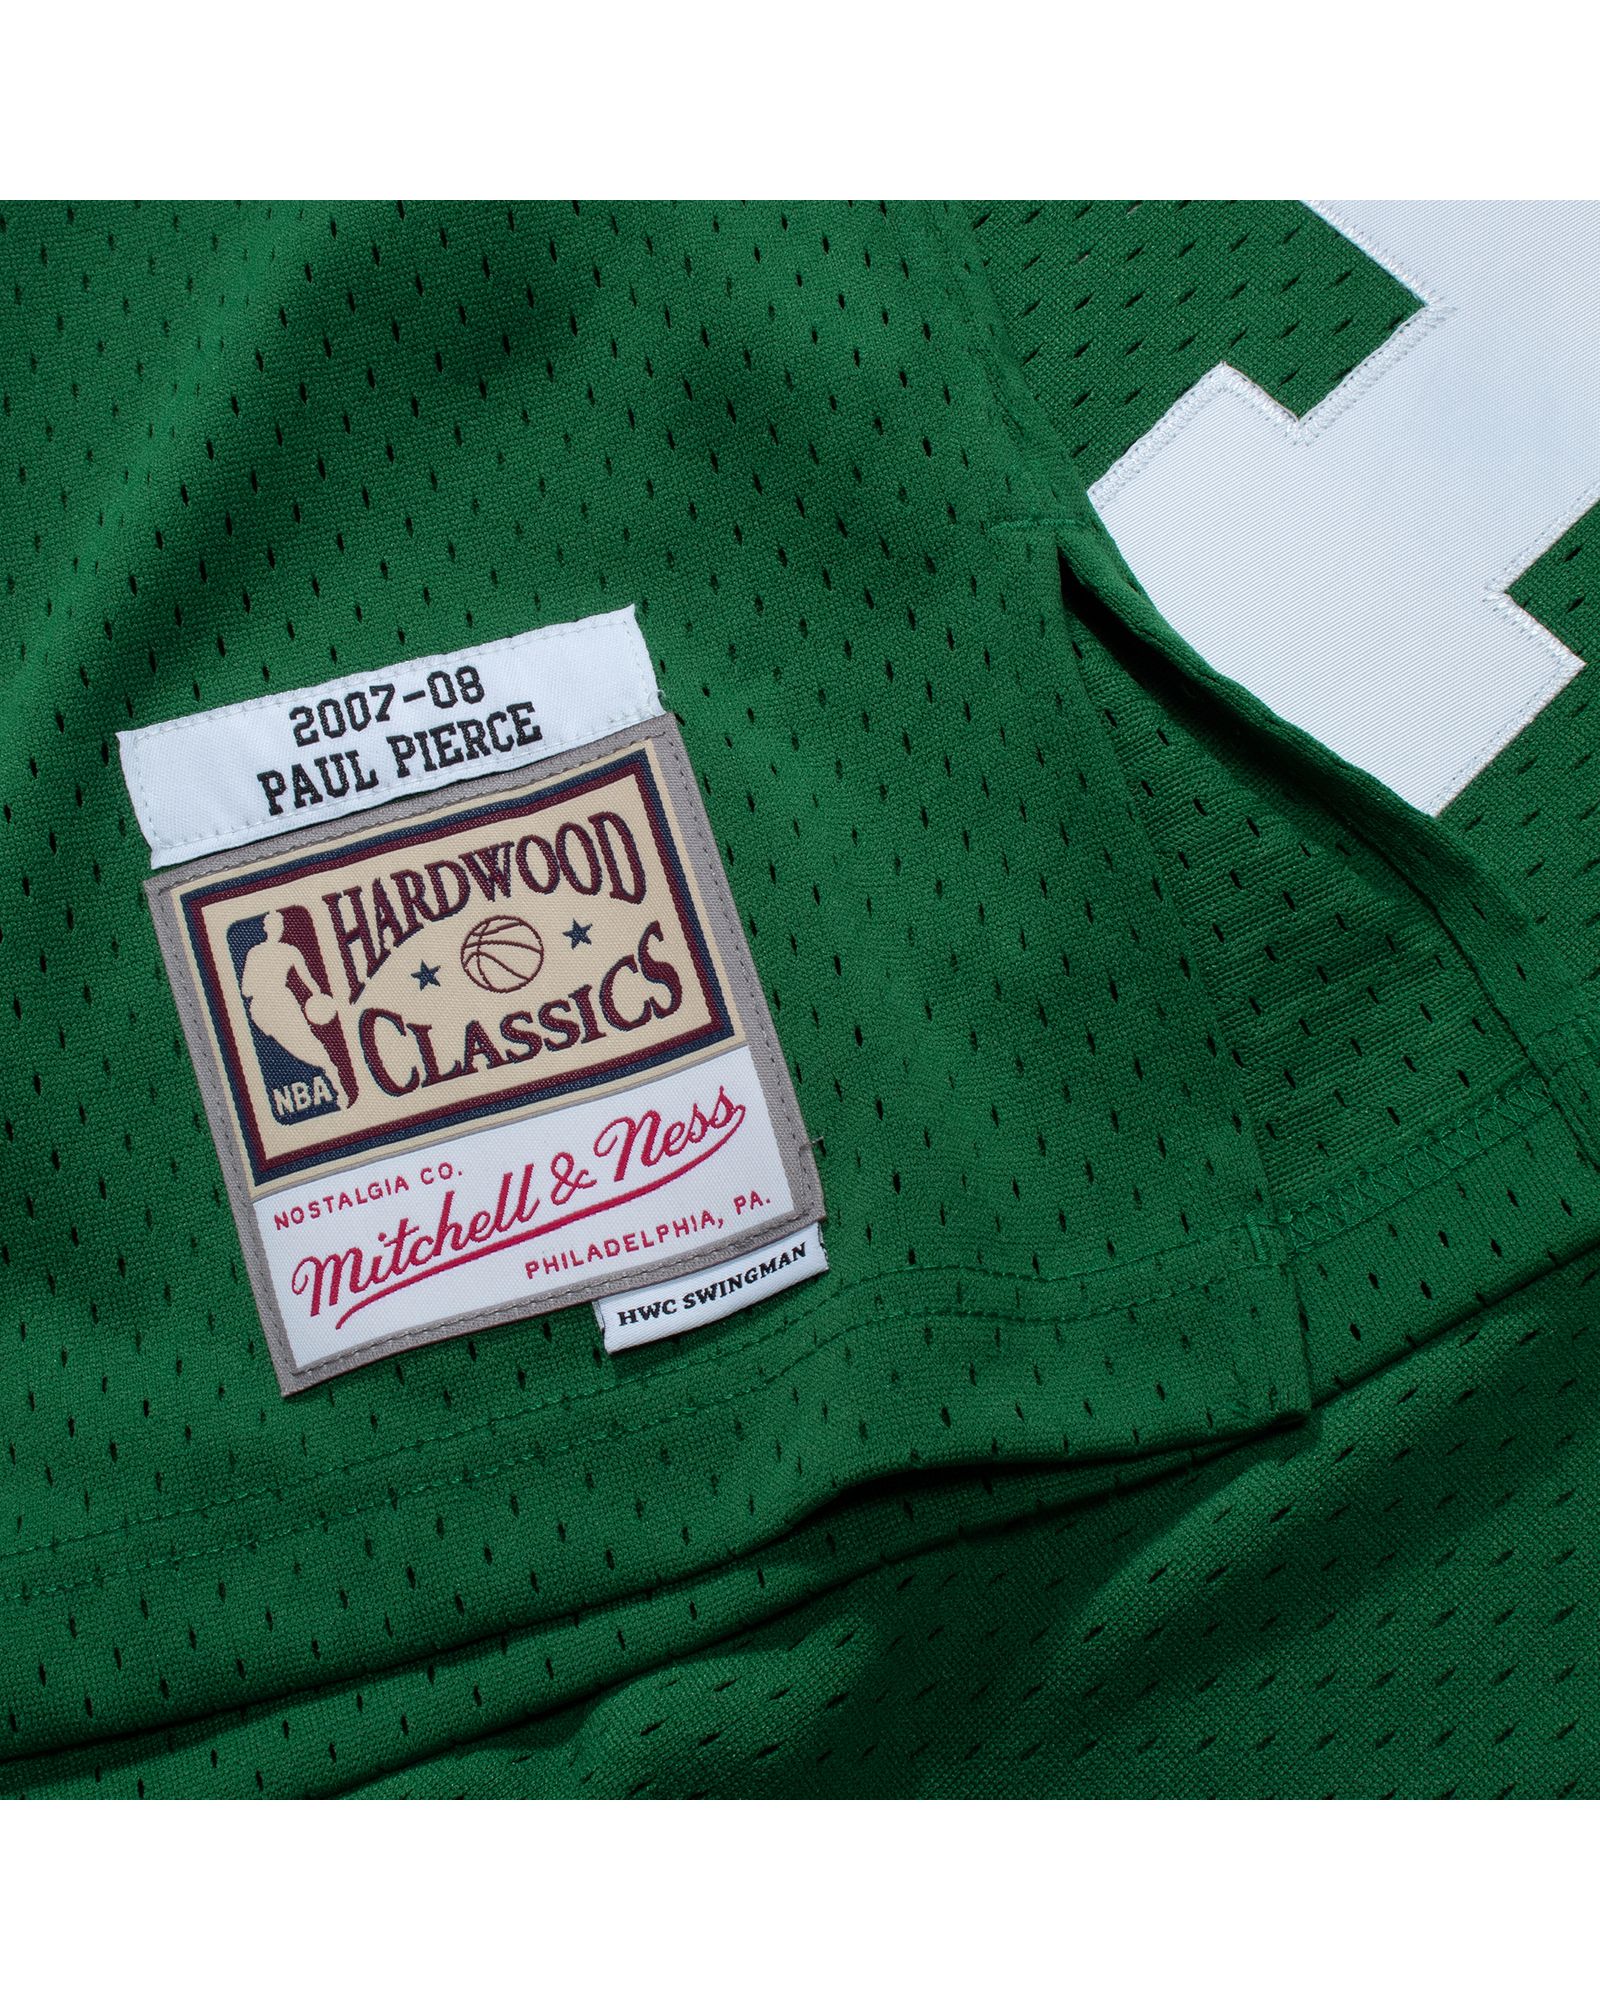 2007-08
PAUL PIERCE
HARDWOOD
CLASSICS
NBA
NOSTALGIA CO.
Mitchell & Ness
PHILADELPHIA, PA.
HWC SWINGMAN